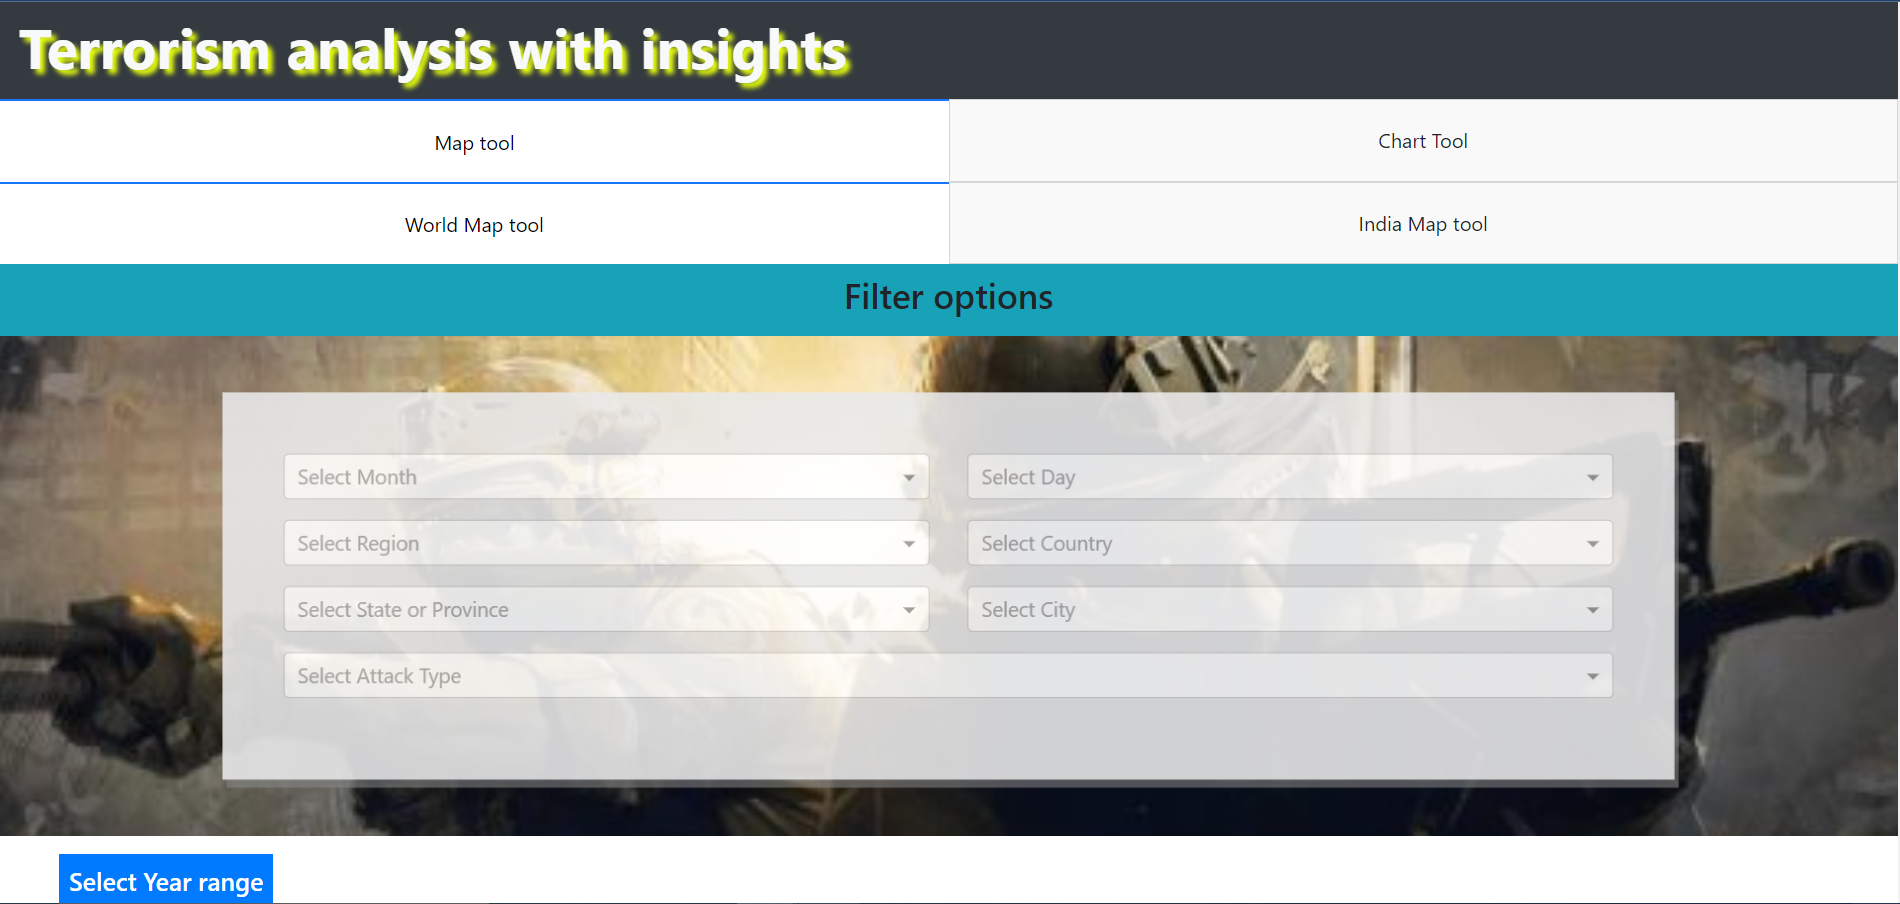 Terrorism analysis with insights
Map tool
Chart Tool
World Map tool
India Map tool
Filter options
Select Month
Select Day
Select Region
Select Country
Select State or Province
Select City
Select Attack Type
Select Year range